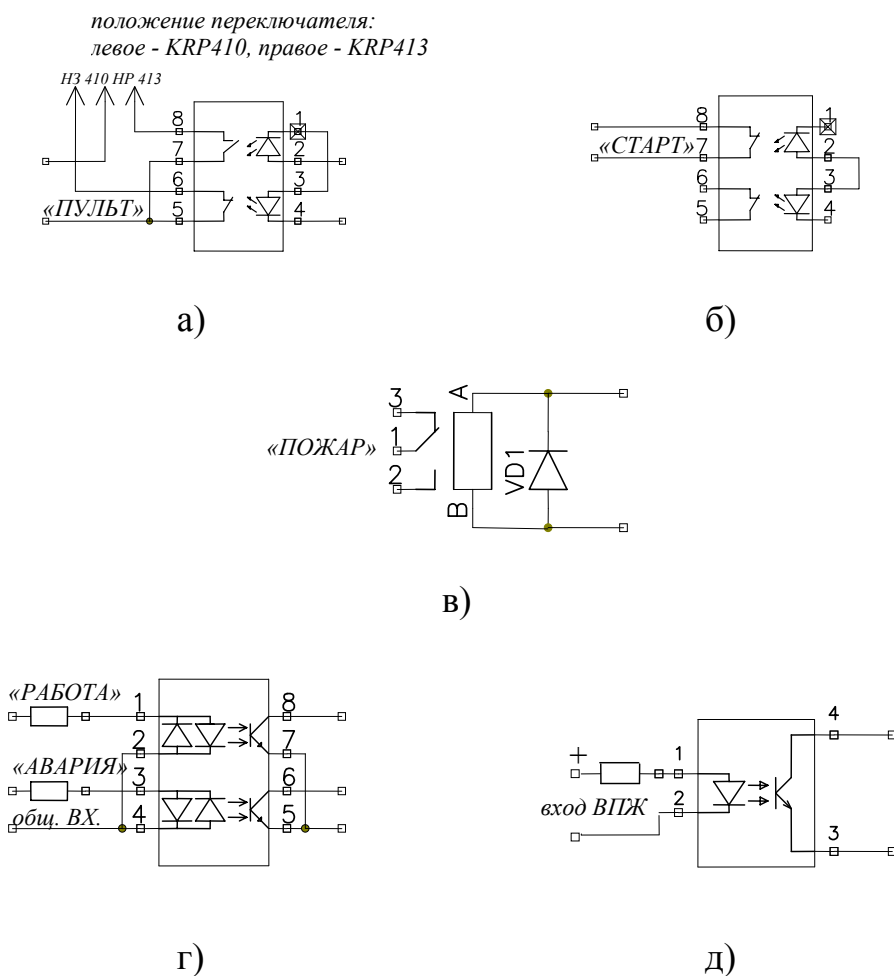 положение переключателя:
левое - KRP410, правое - KRP413
НЗ 410 НР 413
8 1
7 2
6 3
«ПУЛЬТ» 5 4
а)
8 1
«СТАРТ» 7 2
6 3
5 4
б)
3 A
«ПОЖАР» 1
2 B VD1
в)
«РАБОТА» 1 8
2 7
«АВАРИЯ» 3 6
общ. ВХ. 4 5
г)
+ 1 4
вход ВПЖ 2
3
д)